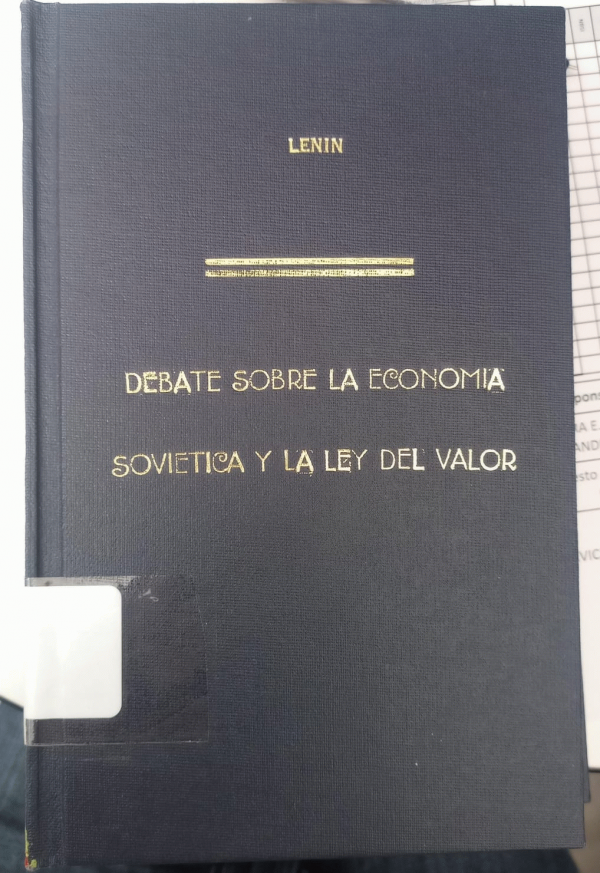 LENIN
DEBATE SOBRE LA ECONOMIA
SOVIETICA Y LA LEY DEL VALOR